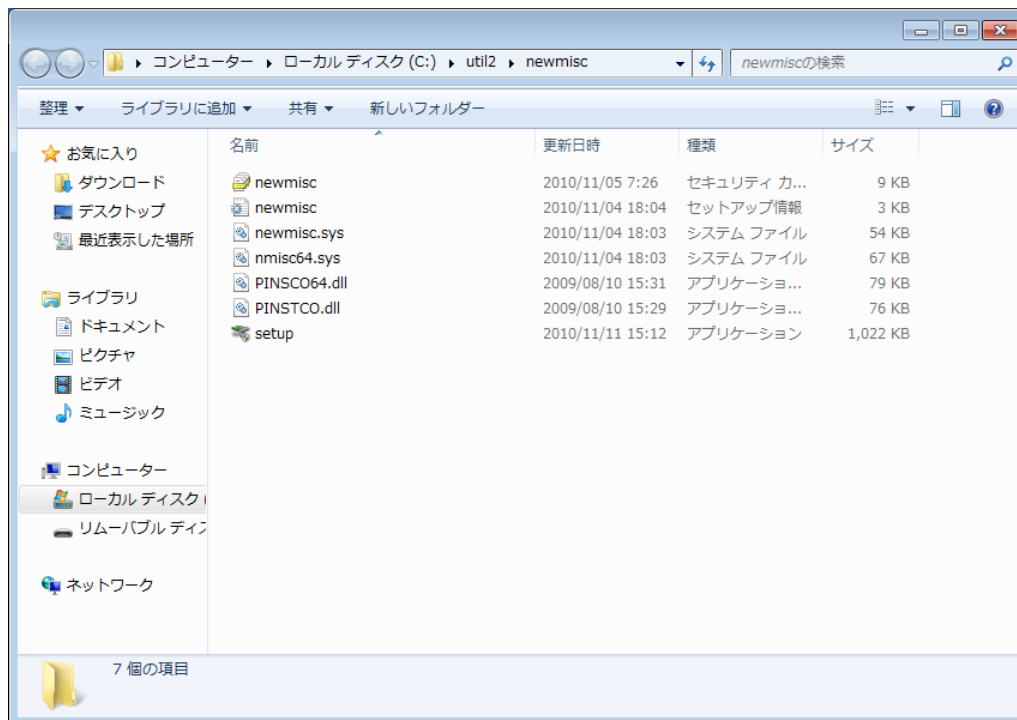 コンピューター ローカル ディスク (C:) util2 newmisc newmiscの検索
整理 ライブラリに追加 共有 新しいフォルダー
名前 更新日時 種類 サイズ
お気に入り
ダウンロード
デスクトップ
最近表示した場所
ライブラリ
ドキュメント
ピクチャ
ビデオ
ミュージック
コンピューター
ローカル ディスク (
リムーバブル ディス
ネットワーク
newmisc 2010/11/05 7:26 セキュリティ カ... 9 KB
newmisc 2010/11/04 18:04 セットアップ情報 3 KB
newmisc.sys 2010/11/04 18:03 システム ファイル 54 KB
nmisc64.sys 2010/11/04 18:03 システム ファイル 67 KB
PINSCO64.dll 2009/08/10 15:31 アプリケーショ... 79 KB
PINSTCO.dll 2009/08/10 15:29 アプリケーショ... 76 KB
setup 2010/11/11 15:12 アプリケーション 1,022 KB
7 個の項目